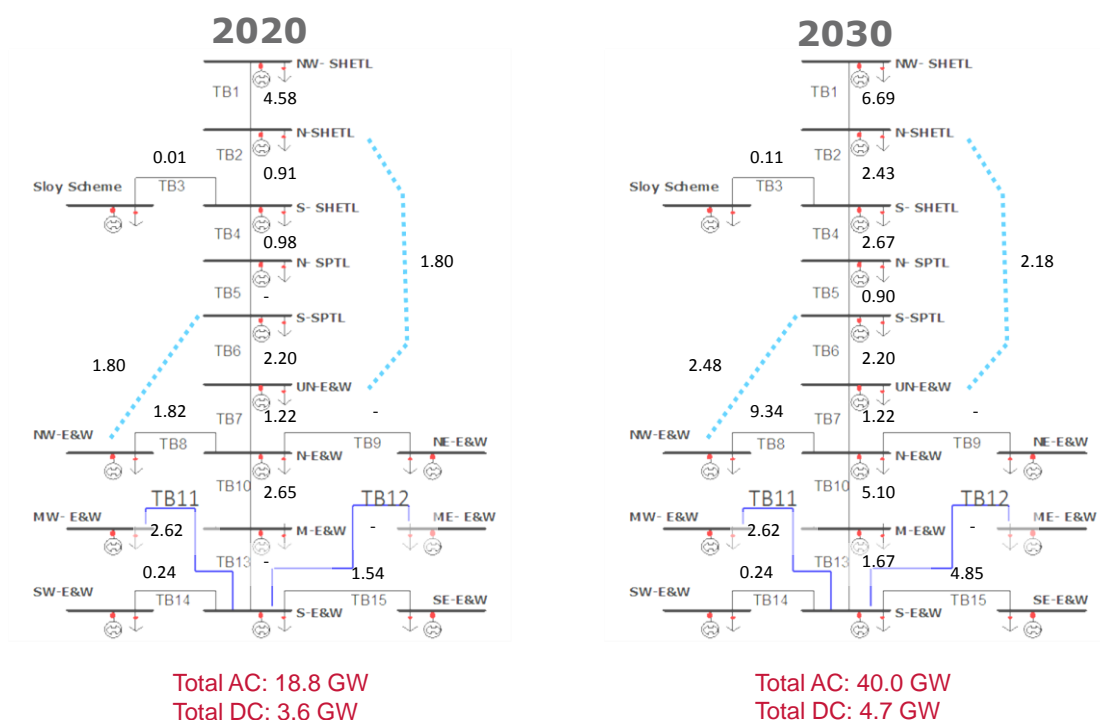 2020
NW- SHETL
TB1
4.58
N-SHETL
TB2
0.01
0.91
Sloy Scheme
TB3
S- SHETL
TB4
0.98
N- SPTL
1.80
TB5
-
S-SPTL
TB6
2.20
1.80
UN-E&W
1.82
TB7
1.22
-
NW-E&W
TB8
TB9
NE-E&W
N-E&W
TB10
2.65
TB11
TB12
MW- E&W
2.62
-
ME- E&W
M-E&W
TB13
-
0.24
1.54
SW-E&W
TB14
TB15
SE-E&W
S-E&W
Total AC: 18.8 GW
Total DC: 3.6 GW
2030
NW- SHETL
TB1
6.69
N-SHETL
TB2
0.11
2.43
Sloy Scheme
TB3
S- SHETL
TB4
2.67
N- SPTL
2.18
TB5
0.90
S-SPTL
TB6
2.20
2.48
UN-E&W
9.34
TB7
1.22
-
NW-E&W
TB8
TB9
NE-E&W
N-E&W
TB10
5.10
TB11
TB12
MW- E&W
2.62
-
ME- E&W
M-E&W
TB13
1.67
0.24
4.85
SW-E&W
TB14
TB15
SE-E&W
S-E&W
Total AC: 40.0 GW
Total DC: 4.7 GW